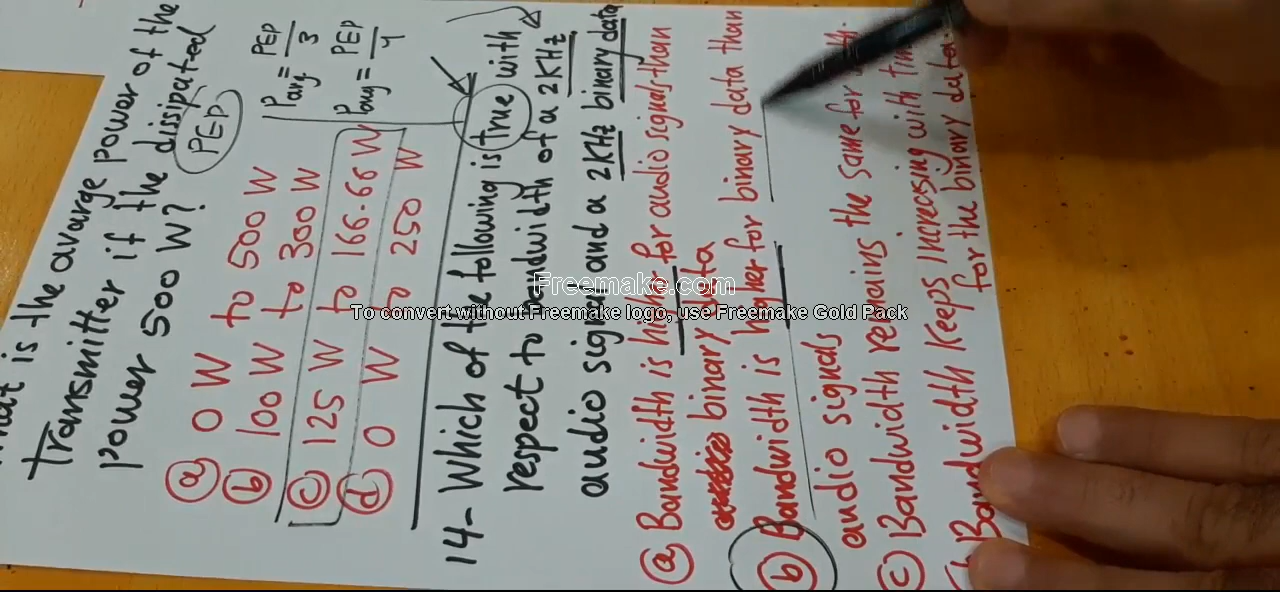 is the avarge power of the
Transmitter if the dissipated
power 500 W? PEP
ⓐ 0 W to 500 W
ⓑ 100 W to 300 W
ⓒ 125 W to 166.66 W
ⓓ 0 W to 250 W
Pavg = PEP/3
Pavg = PEP/4
14- Which of the following is true with
respect to bandwidth of a 2KHz
audio signal and a 2KHz binary data
ⓐ Bandwidth is higher for audio signals than
binary data
ⓑ Bandwidth is higher for binary data than
audio signals
ⓒ Bandwidth remains the same for
Bandwidth keeps increasing with time
for the binary data.
Freemake.com
To convert without Freemake logo, use Freemake Gold Pack